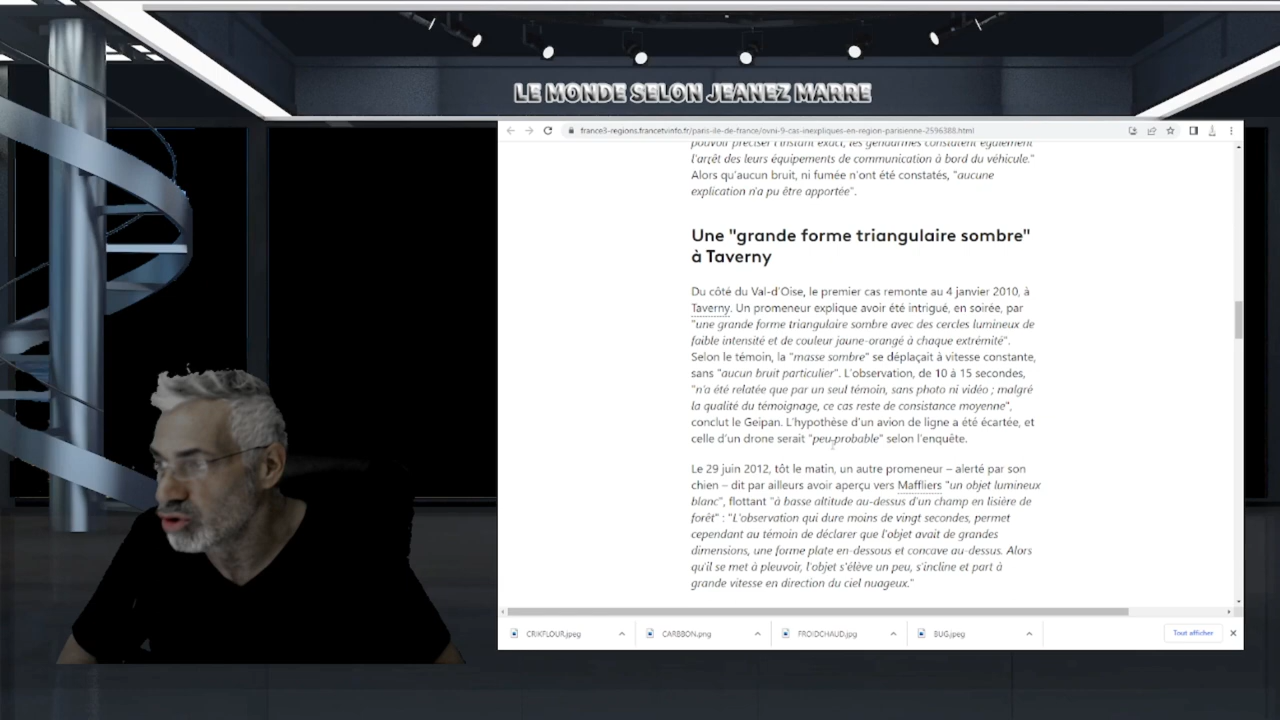 LE MONDE SELON JEANEZ MARRE
france3-regions.francetvinfo.fr/paris-ile-de-france/ovni-9-cas-inexpliques-en-region-parisienne-2596388.html
pouvoir préciser l'instant exact, les gendarmes constatent également
l'arrêt des leurs équipements de communication à bord du véhicule."
Alors qu'aucun bruit, ni fumée n'ont été constatés, "aucune
explication n'a pu être apportée".
Une "grande forme triangulaire sombre"
à Taverny
Du côté du Val-d'Oise, le premier cas remonte au 4 janvier 2010, à
Taverny. Un promeneur explique avoir été intrigué, en soirée, par
"une grande forme triangulaire sombre avec des cercles lumineux de
faible intensité et de couleur jaune-orangé à chaque extrémité".
Selon le témoin, la "masse sombre" se déplaçait à vitesse constante,
sans "aucun bruit particulier". L'observation, de 10 à 15 secondes,
"n'a été relatée que par un seul témoin, sans photo ni vidéo ; malgré
la qualité du témoignage, ce cas reste de consistance moyenne",
conclut le Geipan. L'hypothèse d'un avion de ligne a été écartée, et
celle d'un drone serait "peu probable" selon l'enquête.
Le 29 juin 2012, tôt le matin, un autre promeneur – alerté par son
chien – dit par ailleurs avoir aperçu vers Maffliers "un objet lumineux
blanc", flottant "à basse altitude au-dessus d'un champ en lisière de
forêt" : "L'observation qui dure moins de vingt secondes, permet
cependant au témoin de déclarer que l'objet avait de grandes
dimensions, une forme plate en-dessous et concave au-dessus. Alors
qu'il se met à pleuvoir, l'objet s'élève un peu, s'incline et part à
grande vitesse en direction du ciel nuageux."
CRIKFLOUR.jpeg
CARBBON.png
FROIDCHAUD.jpg
BUG.jpeg
Tout afficher